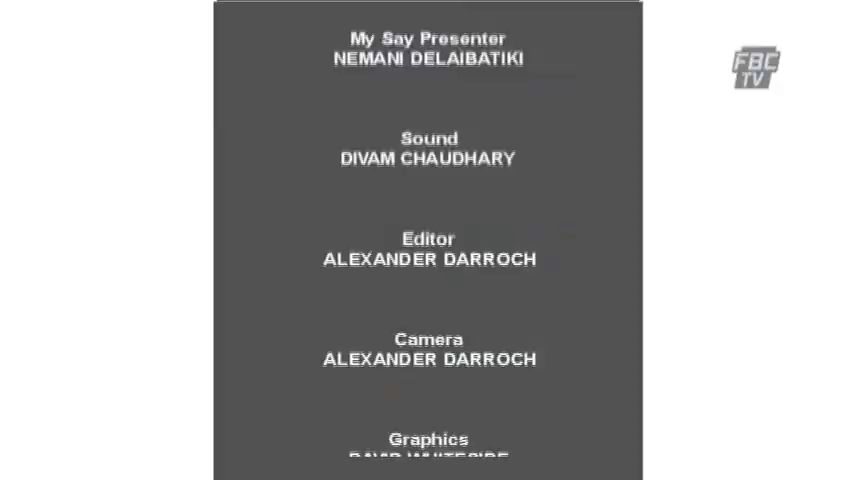 My Say Presenter
NEMANI DELAIBATIKI
FBC
TV
Sound
DIVAM CHAUDHARY
Editor
ALEXANDER DARROCH
Camera
ALEXANDER DARROCH
Graphics